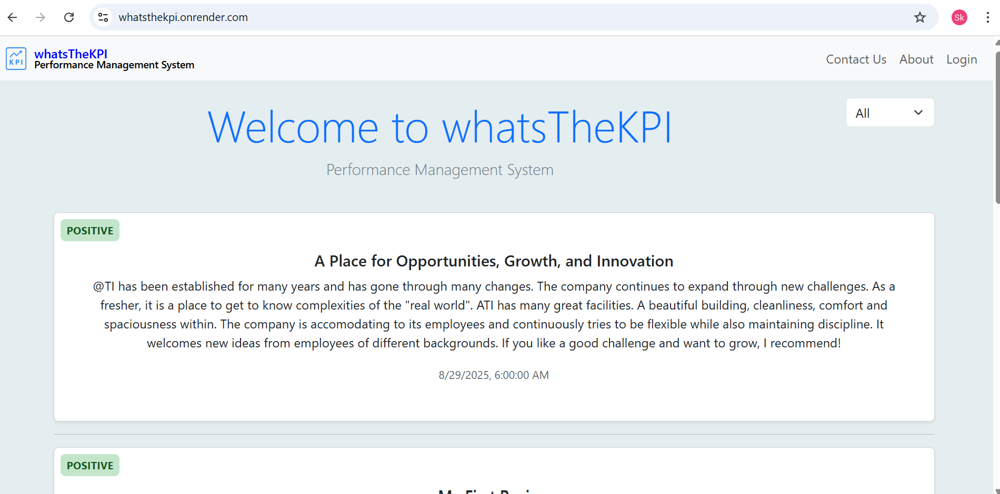 whatsthekpi.onrender.com
Sk
KPI
whatsTheKPI
Performance Management System
Contact Us
About
Login
Welcome to whatsTheKPI
All
Performance Management System
POSITIVE
A Place for Opportunities, Growth, and Innovation
@TI has been established for many years and has gone through many changes. The company continues to expand through new challenges. As a
fresher, it is a place to get to know complexities of the "real world". ATI has many great facilities. A beautiful building, cleanliness, comfort and
spaciousness within. The company is accomodating to its employees and continuously tries to be flexible while also maintaining discipline. It
welcomes new ideas from employees of different backgrounds. If you like a good challenge and want to grow, I recommend!
8/29/2025, 6:00:00 AM
POSITIVE